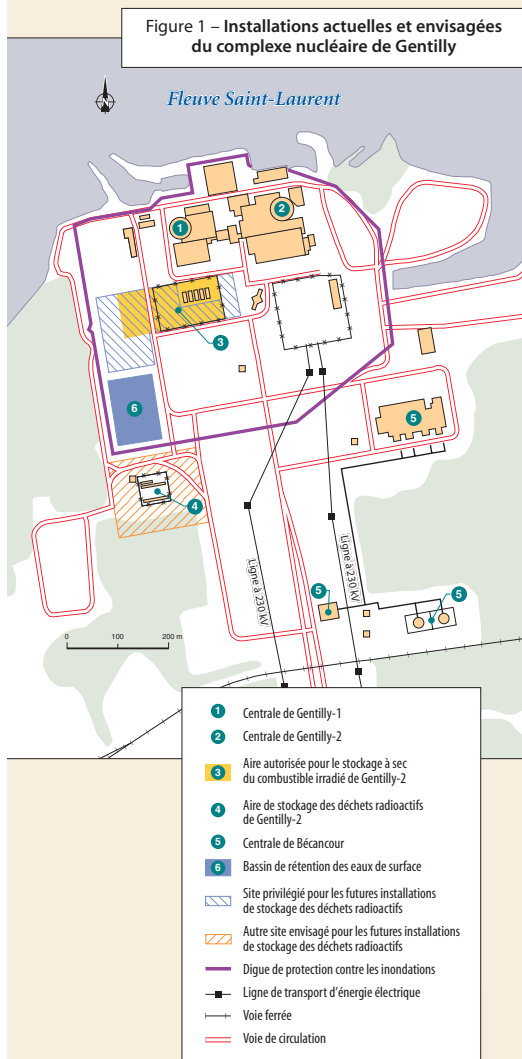 Figure 1 – Installations actuelles et envisagées
du complexe nucléaire de Gentilly
N
Fleuve Saint-Laurent
1
2
3
6
5
4
Ligne à 230 kV
Ligne à 230 kV
5
5
0 100 200 m
1 Centrale de Gentilly-1
2 Centrale de Gentilly-2
3 Aire autorisée pour le stockage à sec
du combustible irradié de Gentilly-2
4 Aire de stockage des déchets radioactifs
de Gentilly-2
5 Centrale de Bécancour
6 Bassin de rétention des eaux de surface
Site privilégié pour les futures installations
de stockage des déchets radioactifs
Autre site envisagé pour les futures installations
de stockage des déchets radioactifs
Digue de protection contre les inondations
Ligne de transport d'énergie électrique
Voie ferrée
Voie de circulation